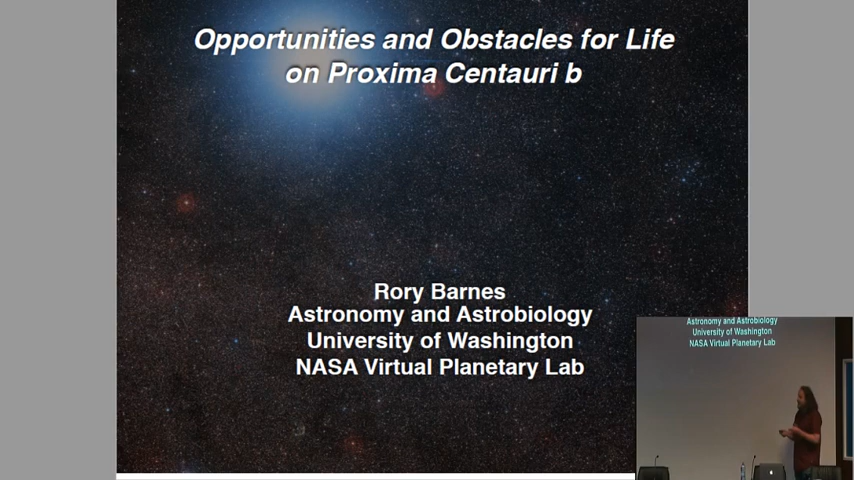 Opportunities and Obstacles for Life
on Proxima Centauri b
Rory Barnes
Astronomy and Astrobiology
University of Washington
NASA Virtual Planetary Lab
Astronomy and Astrobiology
University of Washington
NASA Virtual Planetary Lab